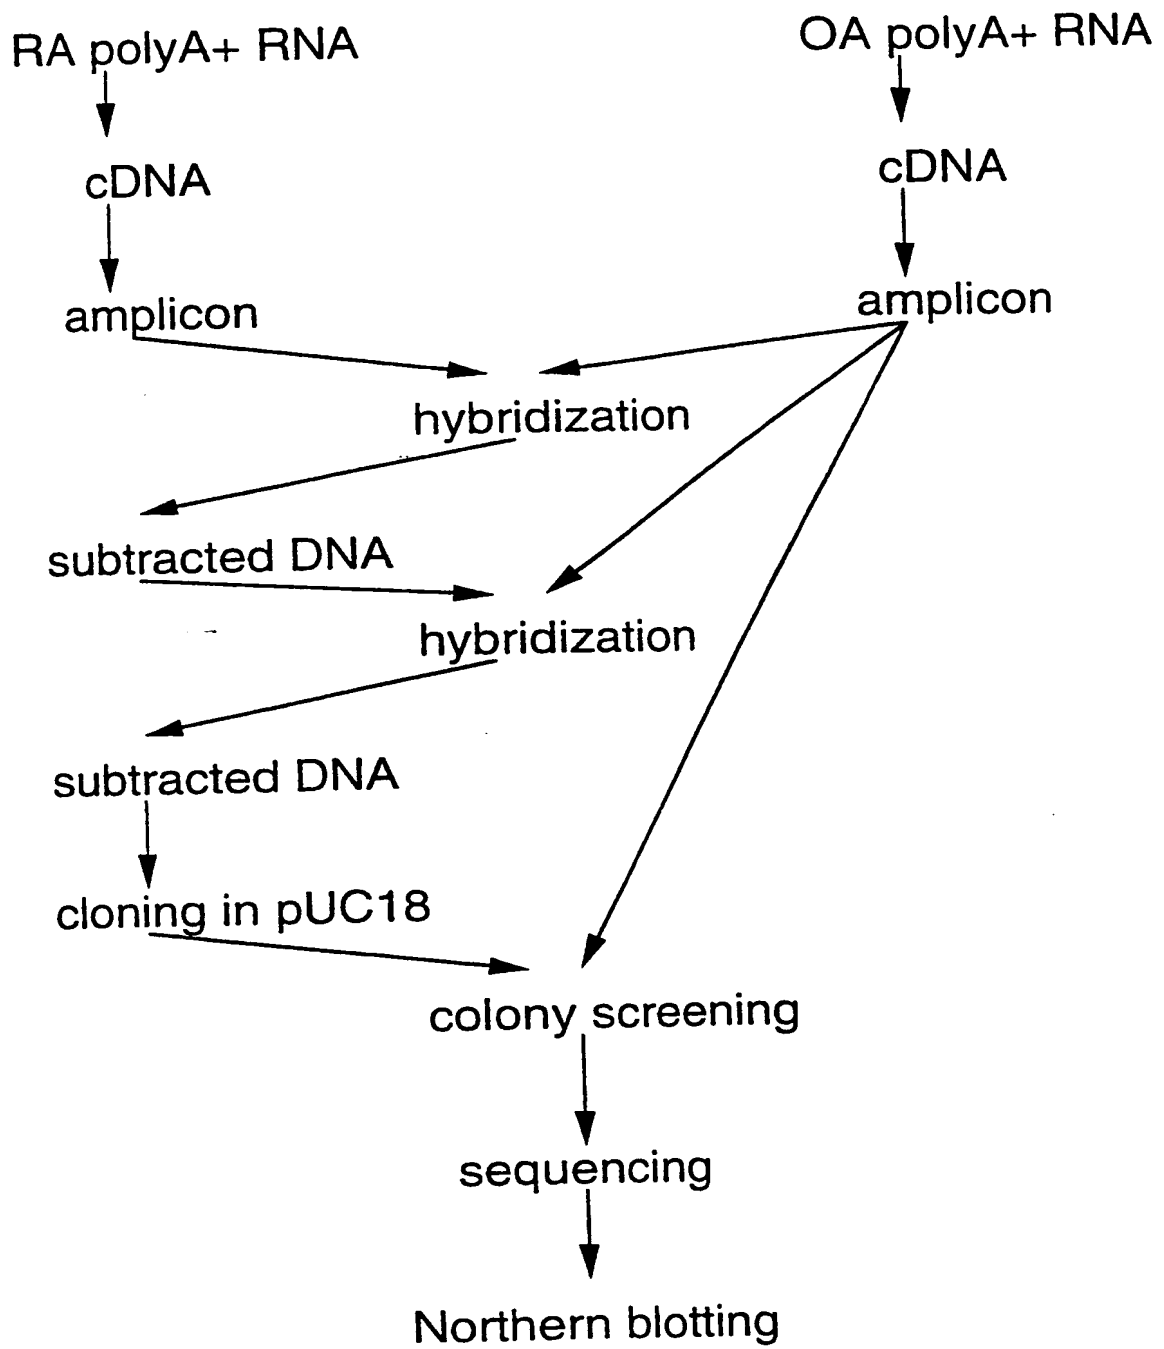 RA polyA+ RNA
OA polyA+ RNA
cDNA
cDNA
amplicon
amplicon
hybridization
subtracted DNA
hybridization
subtracted DNA
cloning in pUC18
colony screening
sequencing
Northern blotting